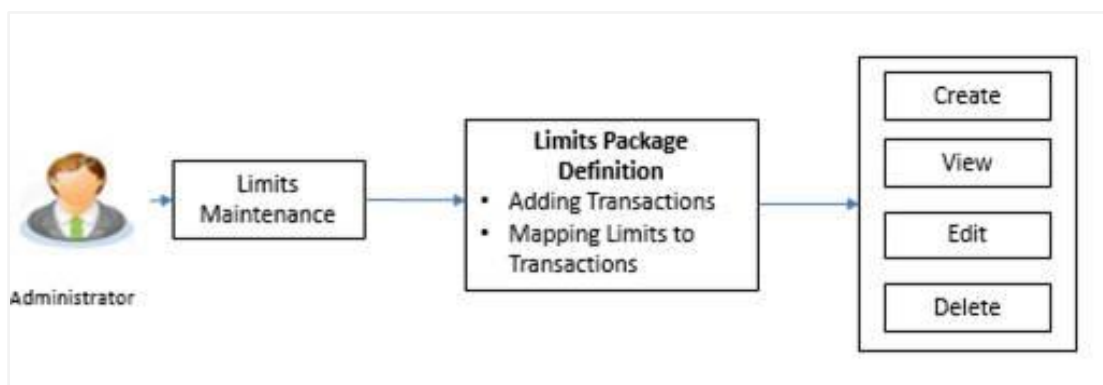 Administrator
Limits
Maintenance
Limits Package
Definition
• Adding Transactions
• Mapping Limits to
Transactions
Create
View
Edit
Delete